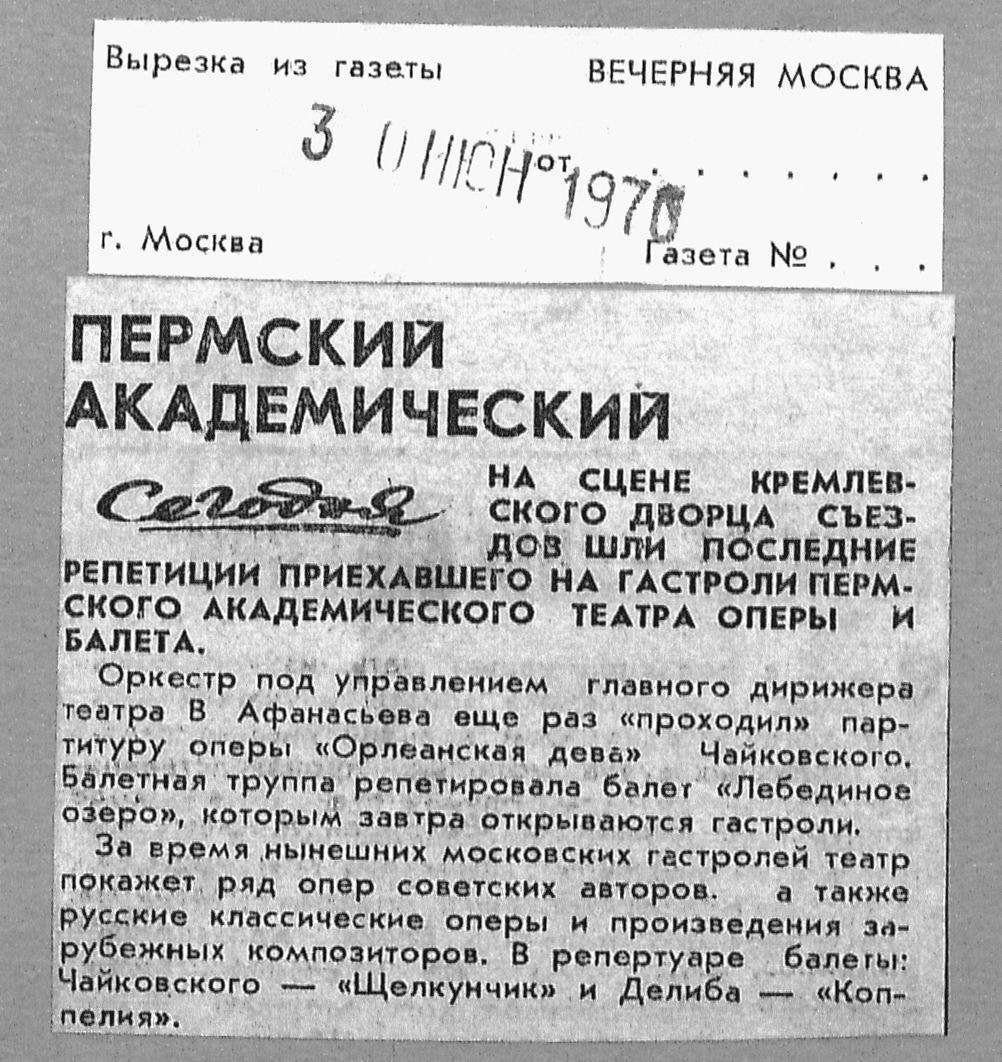 Вырезка из газеты ВЕЧЕРНЯЯ МОСКВА
3 0 ИЮН 1970 от . . . . . . . .
г. Москва Газета № . . .
ПЕРМСКИЙ
АКАДЕМИЧЕСКИЙ
Сегодня
НА СЦЕНЕ КРЕМЛЕВ-
СКОГО ДВОРЦА СЪЕЗ-
ДОВ ШЛИ ПОСЛЕДНИЕ
РЕПЕТИЦИИ ПРИЕХАВШЕГО НА ГАСТРОЛИ ПЕРМ-
СКОГО АКАДЕМИЧЕСКОГО ТЕАТРА ОПЕРЫ И
БАЛЕТА.
Оркестр под управлением главного дирижера
театра В Афанасьева еще раз «проходил» пар-
титуру оперы «Орлеанская дева» Чайковского.
Балетная труппа репетировала балет «Лебединое
озеро», которым завтра открываются гастроли.
За время нынешних московских гастролей театр
покажет ряд опер советских авторов. а также
русские классические оперы и произведения за-
рубежных композиторов. В репертуаре балеты:
Чайковского — «Щелкунчик» и Делиба — «Коп-
пелия».